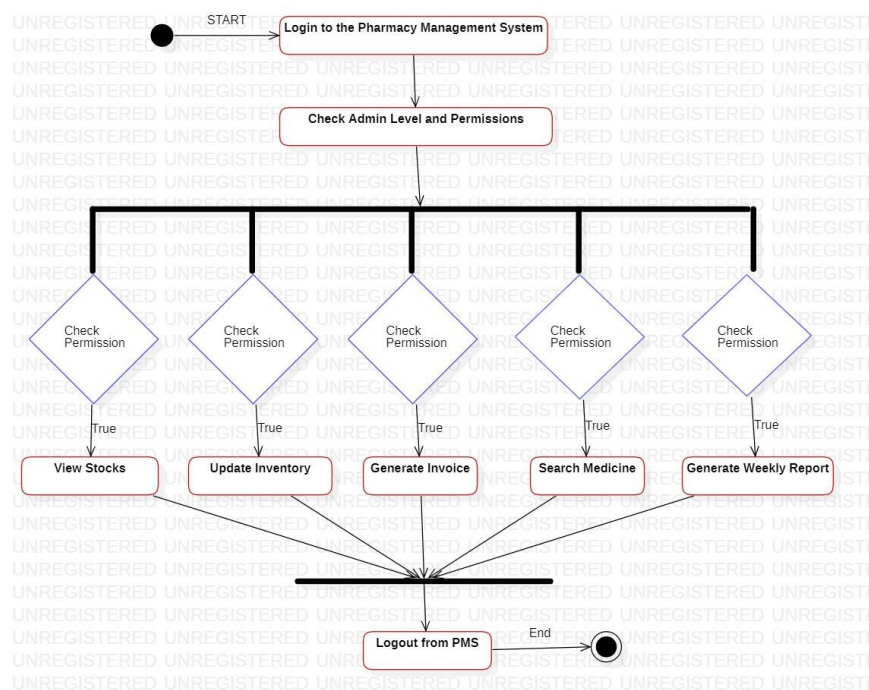 START
Login to the Pharmacy Management System
Check Admin Level and Permissions
Check
Permission
Check
Permission
Check
Permission
Check
Permission
Check
Permission
True
True
True
True
True
View Stocks
Update Inventory
Generate Invoice
Search Medicine
Generate Weekly Report
Logout from PMS
End
UNREGISTERED